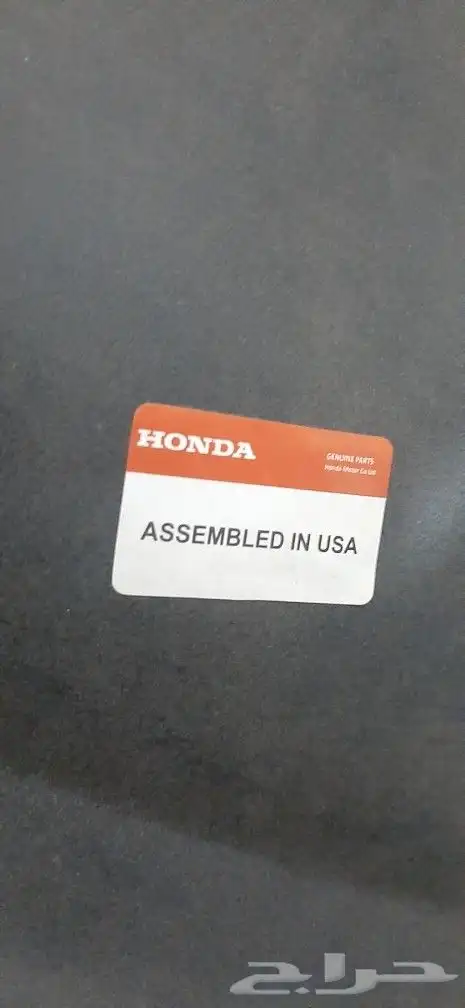 HONDA
GENUINE PARTS
Honda Motor Co Ltd
ASSEMBLED IN USA
حراج